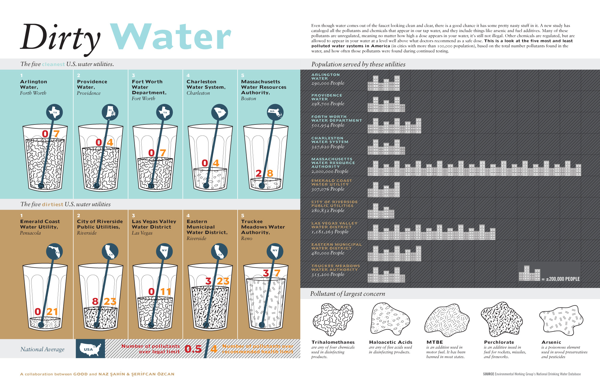 Dirty Water
Even though water comes out of the faucet looking clean and clear, there is a good chance it has some pretty nasty stuff in it. A new study has
cataloged all the pollutants and chemicals that appear in our tap water, and they include things like arsenic and fuel additives. Many of these
pollutants are unregulated, meaning no matter how high a dose appears in your water, it's still not illegal. Other chemicals are regulated, but are
allowed to appear in your water at a level well above what doctors recommend as a safe dose. This is a look at the five most and least
polluted water systems in America (in cities with more than 100,000 population), based on the total number pollutants found in the
water, and how often those pollutants were found during continued testing.
The five cleanest U.S. water utilities.
1
Arlington
Water.
Forth Worth
0 7
2
Providence
Water.
Providence
0 4
3
Fort Worth
Water
Department.
Fort Worth
0 7
4
Charleston
Water System.
Charleston
0 4
5
Massachusetts
Water Resources
Authority.
Boston
2 8
The five dirtiest U.S. water utilities
1
Emerald Coast
Water Utility.
Pensacola
0 21
2
City of Riverside
Public Utilities.
Riverside
8 23
3
Las Vegas Valley
Water District
Las Vegas
0 11
4
Eastern
Municipal
Water District.
Riverside
3 23
5
Truckee
Meadows Water
Authority.
Reno
3 7
National Average
USA
Number of pollutants
over legal limit
0.5 4
Population served by these utilities
ARLINGTON
WATER
290,000 People
PROVIDENCE
WATER
298,700 People
FORTH WORTH
WATER DEPARTMENT
501,934 People
CHARLESTON
WATER SYSTEM
337,620 People
MASSACHUSETTS
WATER RESOURCE
AUTHORITY
2,000,000 People
EMERALD COAST
WATER UTILITY
CITY OF RIVERSIDE
PUBLIC UTILITIES
280,832 People
LAS VEGAS VALLEY
WATER DISTRICT
1,181,363 People
EASTERN MUNICIPAL
WATER DISTRICT
480,000 People
TRUCKEE MEADOWS
WATER AUTHORITY
315,200 People
= ±200,000 PEOPLE
Pollutant of largest concern
Trihalomethanes
are any of four chemicals
used in disinfecting
products.
Haloacetic Acids
are any of five acids used
in disinfecting products.
MTBE
is an additive used in
motor fuel. It has been
banned in most states.
Perchlorate
is an additive used in
fuel for rockets, missiles,
and fireworks.
Arsenic
is a poisonous element
used in wood preservations
and pesticides
A collaboration between GOOD and NAZ ŞAHİN & ŞERİFCAN ÖZCAN
SOURCE Environmental Working Group's National Drinking Water Database